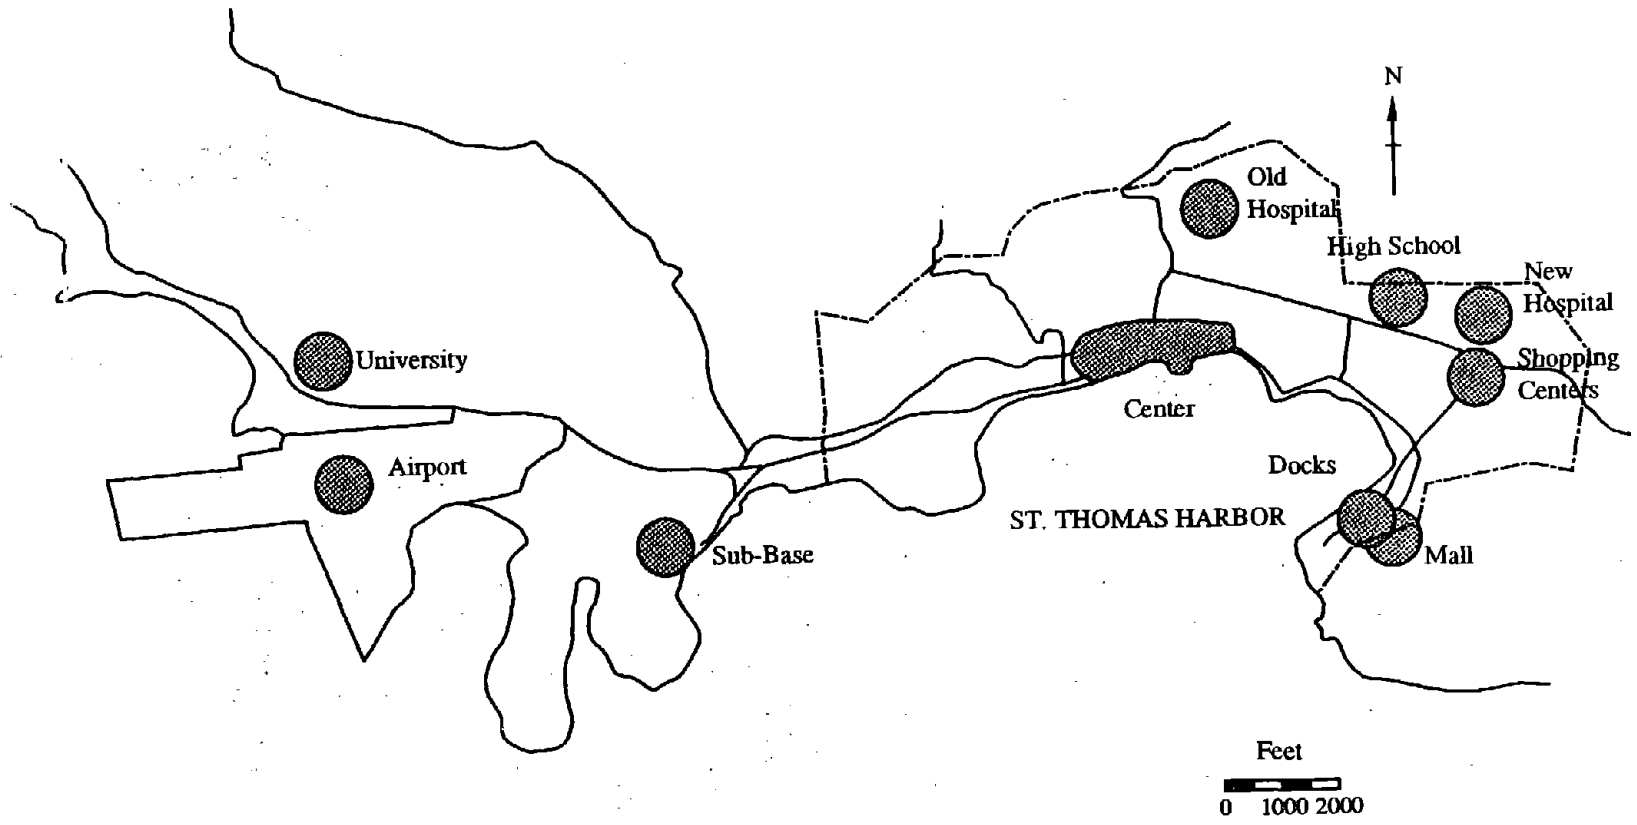 N
Old
Hospital
High School
New
Hospital
University
Shopping
Centers
Center
Airport
Docks
ST. THOMAS HARBOR
Sub-Base
Mall
Feet
0 1000 2000